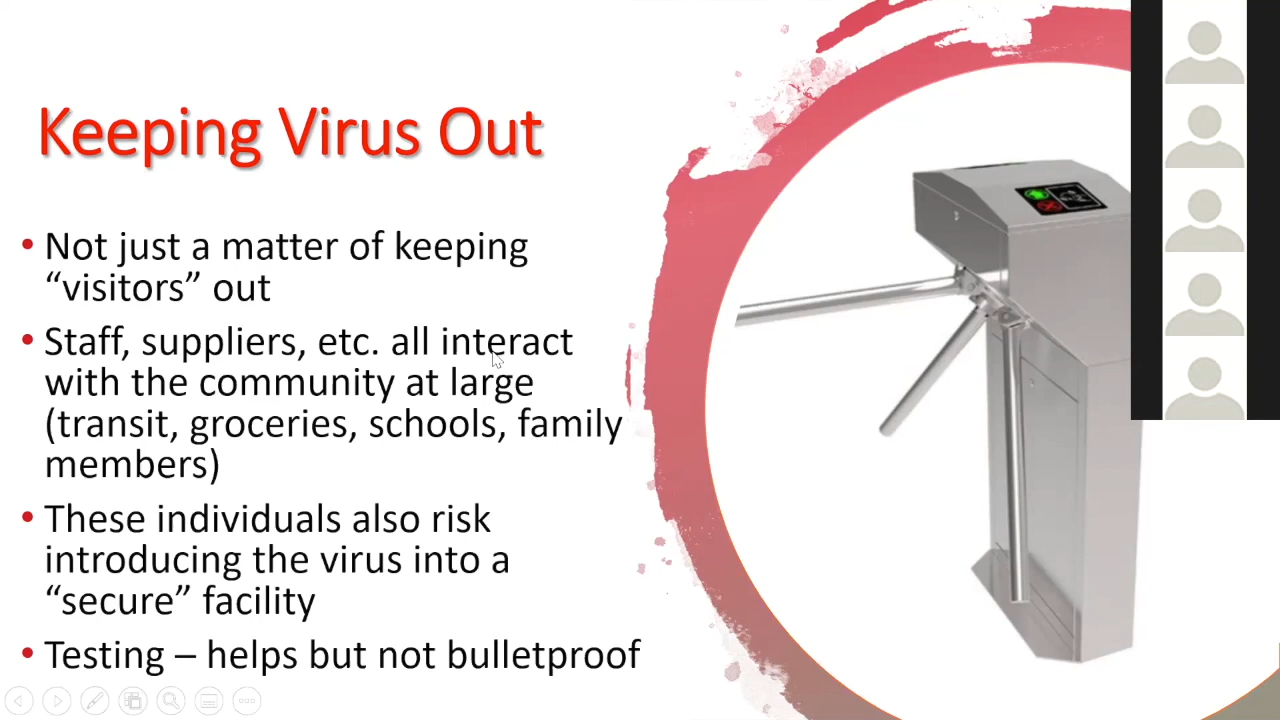 Keeping Virus Out
• Not just a matter of keeping
“visitors” out
• Staff, suppliers, etc. all interact
with the community at large
(transit, groceries, schools, family
members)
• These individuals also risk
introducing the virus into a
“secure” facility
• Testing – helps but not bulletproof